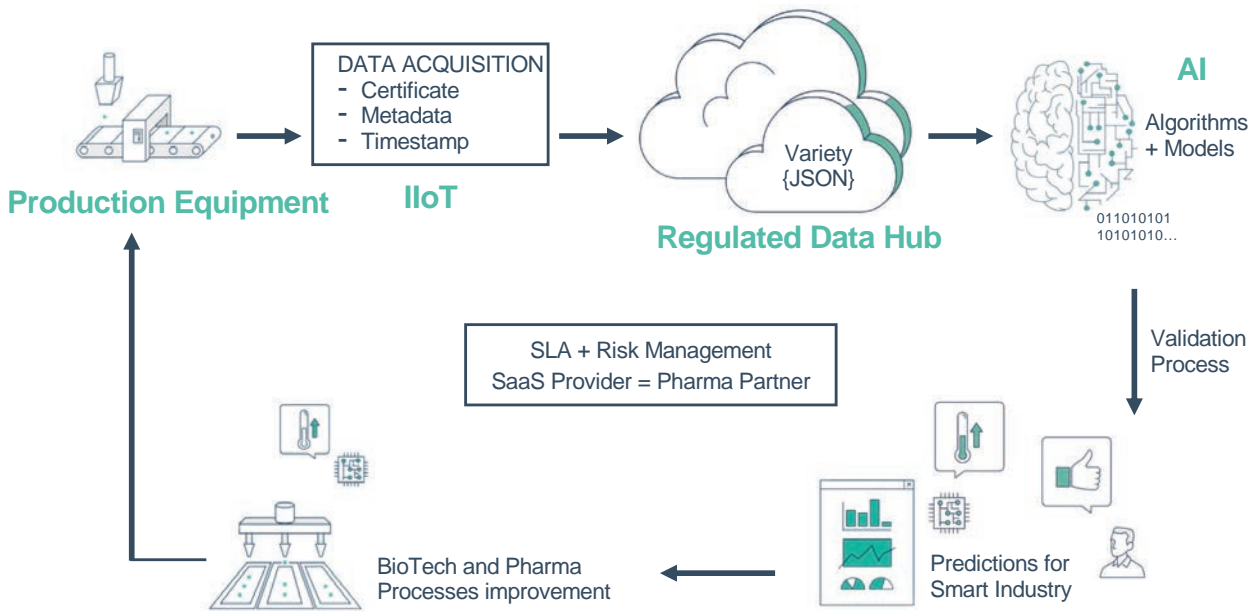 DATA ACQUISITION
- Certificate
- Metadata
- Timestamp
IIoT
Production Equipment
Variety
{JSON}
Regulated Data Hub
AI
Algorithms
+ Models
011010101
10101010...
Validation
Process
SLA + Risk Management
SaaS Provider = Pharma Partner
Predictions for
Smart Industry
BioTech and Pharma
Processes improvement